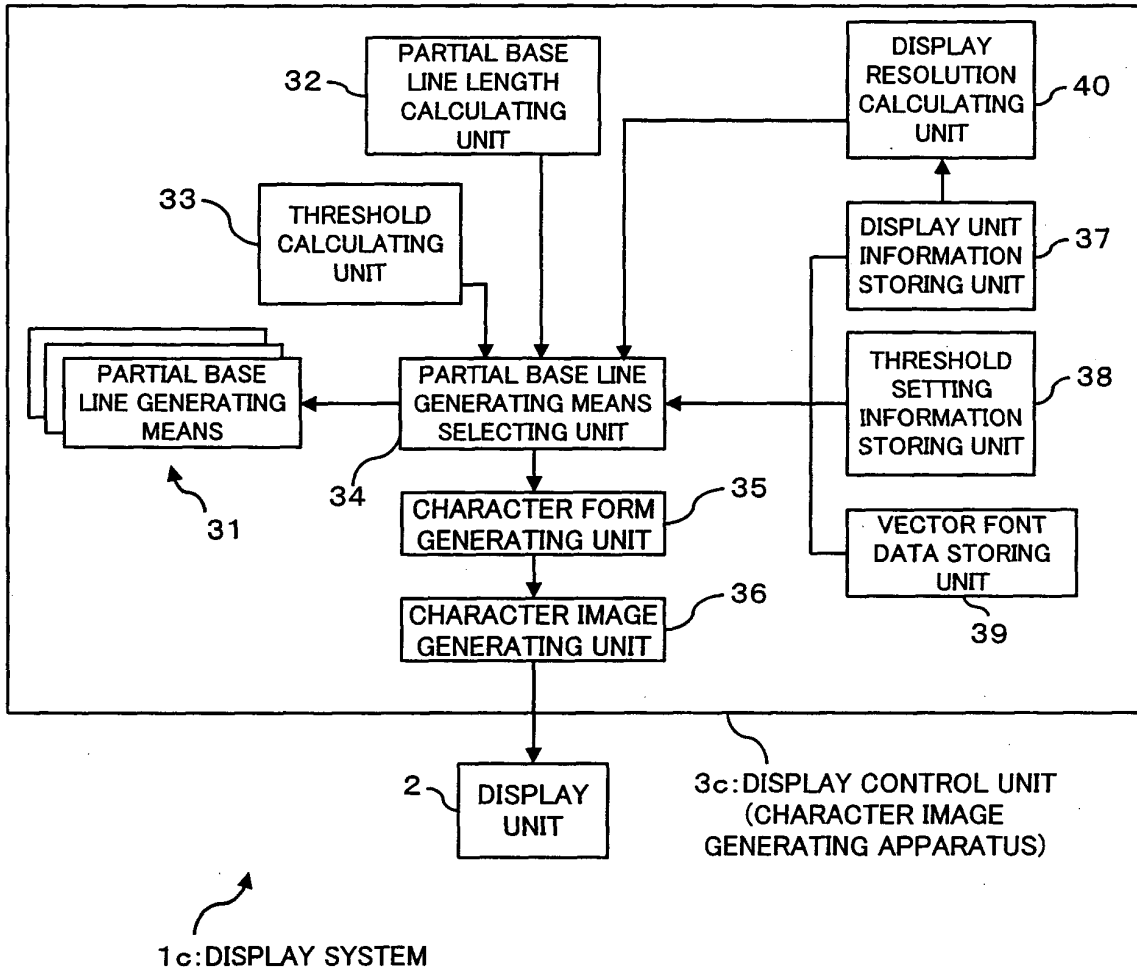 32
PARTIAL BASE
LINE LENGTH
CALCULATING
UNIT
DISPLAY
RESOLUTION
CALCULATING
UNIT
40
33
THRESHOLD
CALCULATING
UNIT
DISPLAY UNIT
INFORMATION
STORING UNIT
37
PARTIAL BASE
LINE GENERATING
MEANS
31
PARTIAL BASE LINE
GENERATING MEANS
SELECTING UNIT
34
THRESHOLD
SETTING
INFORMATION
STORING UNIT
38
CHARACTER FORM
GENERATING UNIT
35
VECTOR FONT
DATA STORING
UNIT
39
CHARACTER IMAGE
GENERATING UNIT
36
2
DISPLAY
UNIT
3c:DISPLAY CONTROL UNIT
(CHARACTER IMAGE
GENERATING APPARATUS)
1c:DISPLAY SYSTEM